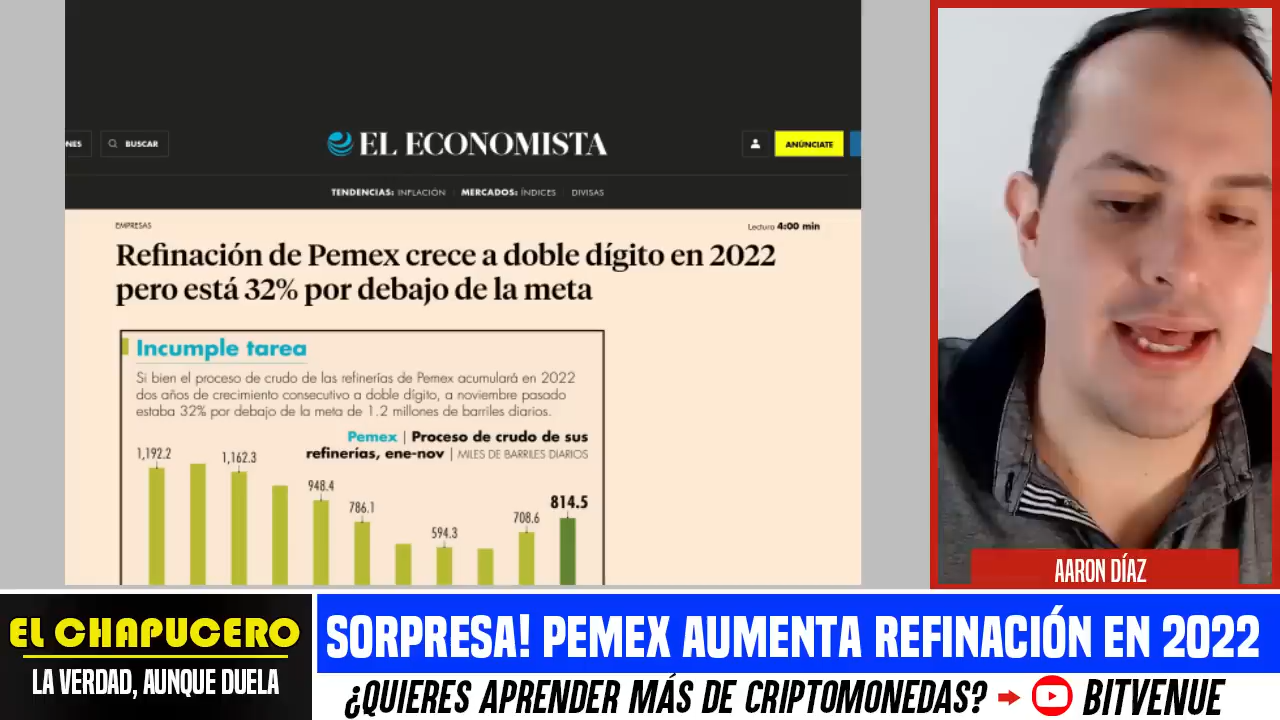 NES
BUSCAR
EL ECONOMISTA
ANÚNCIATE
TENDENCIAS: INFLACIÓN MERCADOS: ÍNDICES DIVISAS
EMPRESAS
Lectura 4:00 min
Refinación de Pemex crece a doble dígito en 2022
pero está 32% por debajo de la meta
Incumple tarea
Si bien el proceso de crudo de las refinerías de Pemex acumulará en 2022
dos años de crecimiento consecutivo a doble dígito, a noviembre pasado
estaba 32% por debajo de la meta de 1.2 millones de barriles diarios.
Pemex | Proceso de crudo de sus
refinerías, ene-nov | MILES DE BARRILES DIARIOS
1,192.2
1,162.3
948.4
786.1
594.3
708.6
814.5
AARON DÍAZ
EL CHAPUCERO
LA VERDAD, AUNQUE DUELA
SORPRESA! PEMEX AUMENTA REFINACIÓN EN 2022
¿QUIERES APRENDER MÁS DE CRIPTOMONEDAS? BITVENUE